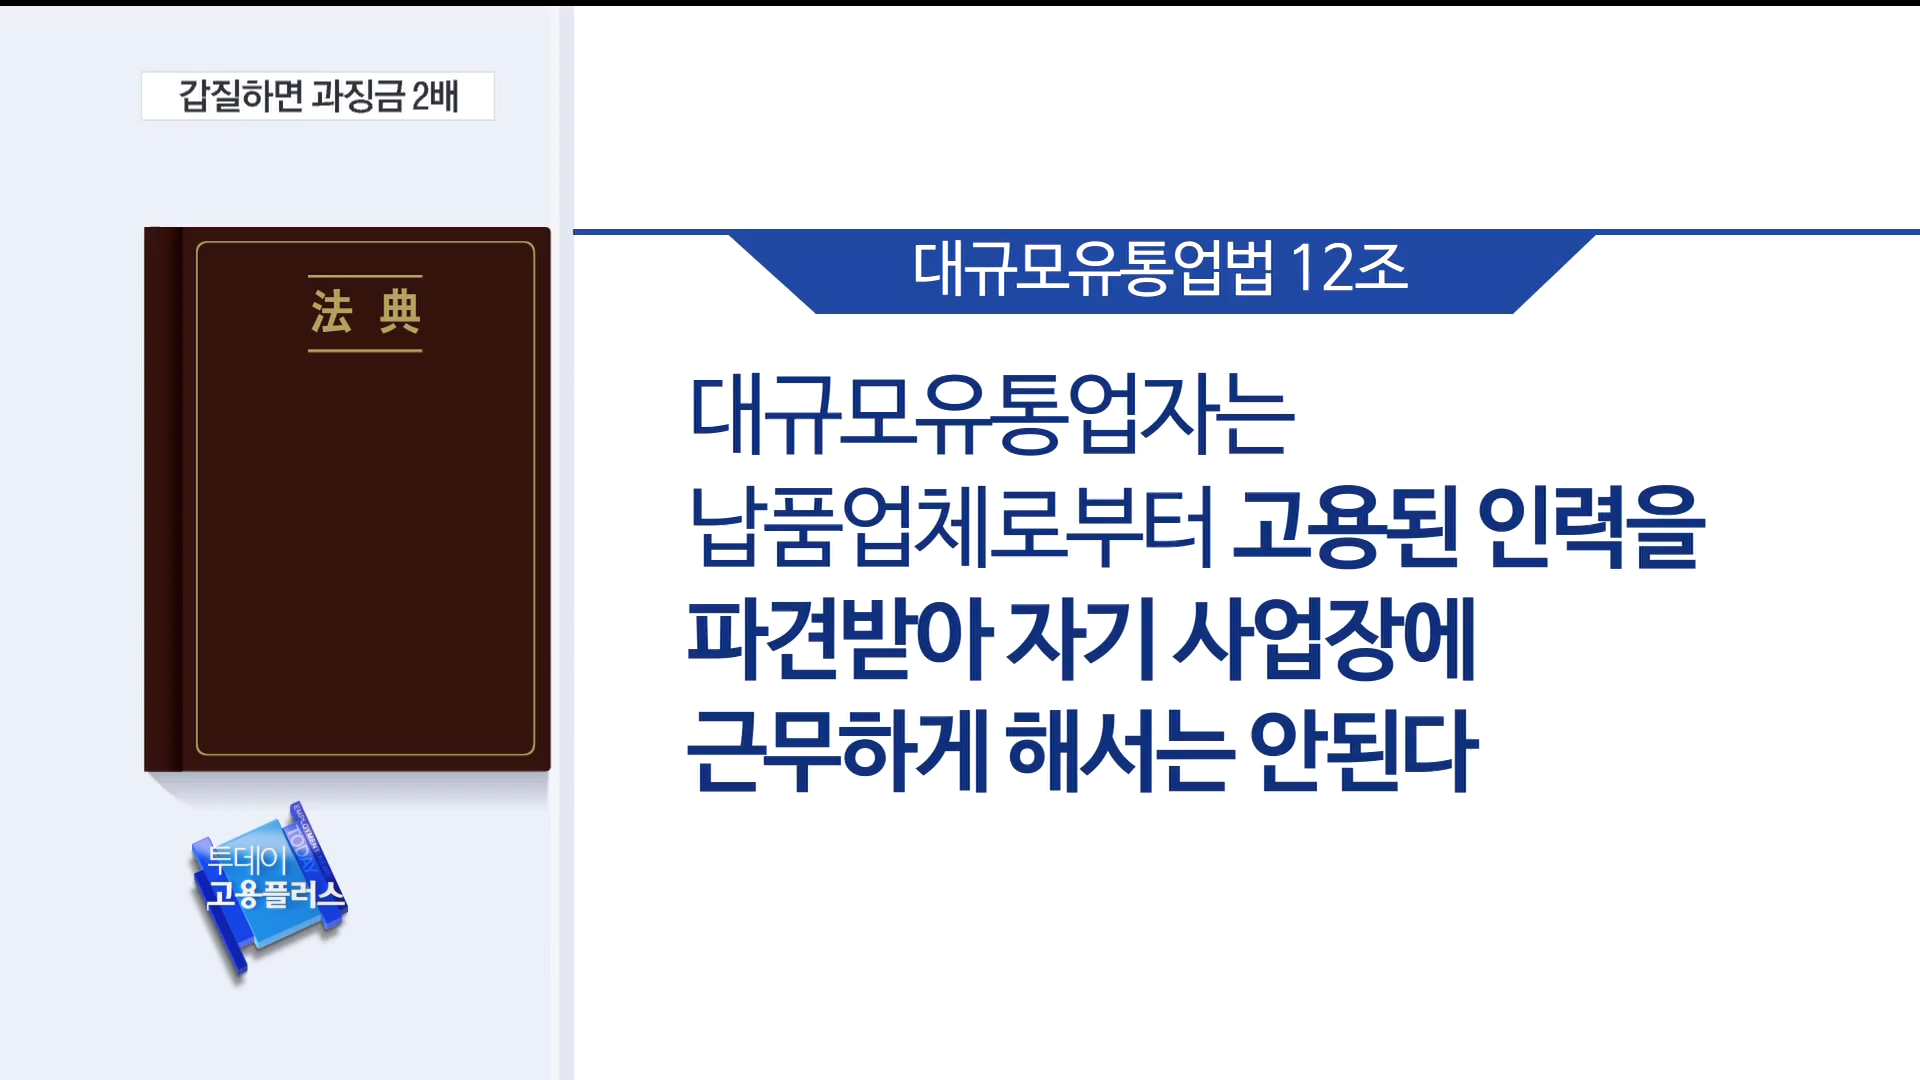 갑질하면 과징금 2배
法 典
대규모유통업법 12조
대규모유통업자는
납품업체로부터 고용된 인력을
파견받아 자기 사업장에
근무하게 해서는 안된다
EMPLOYMENT
TODAY
투데이
고용플러스